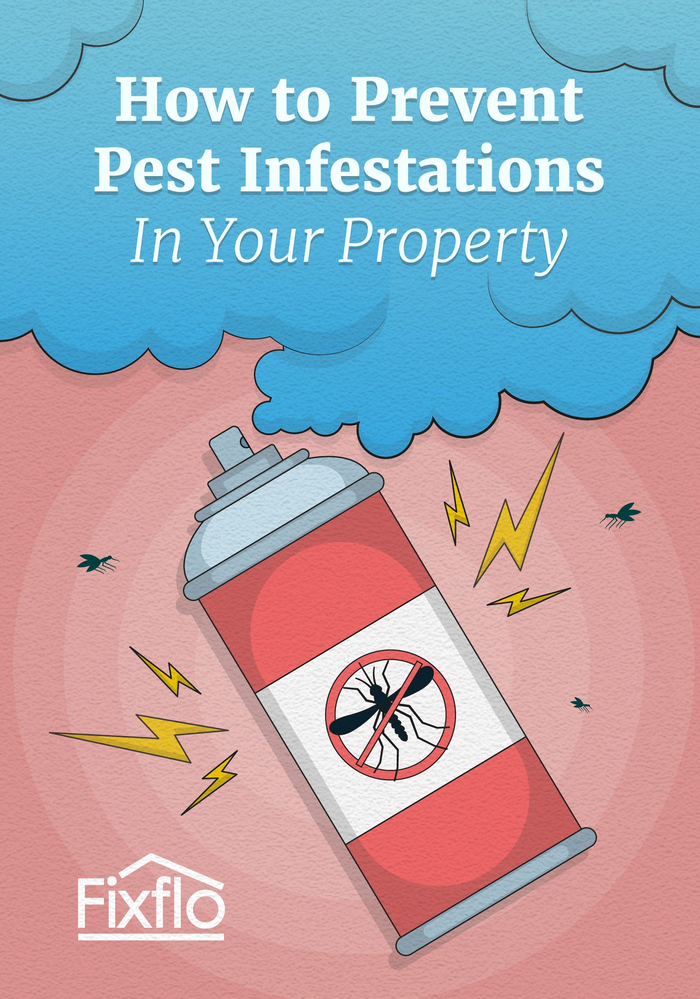 How to Prevent
Pest Infestations
In Your Property
Fixflo